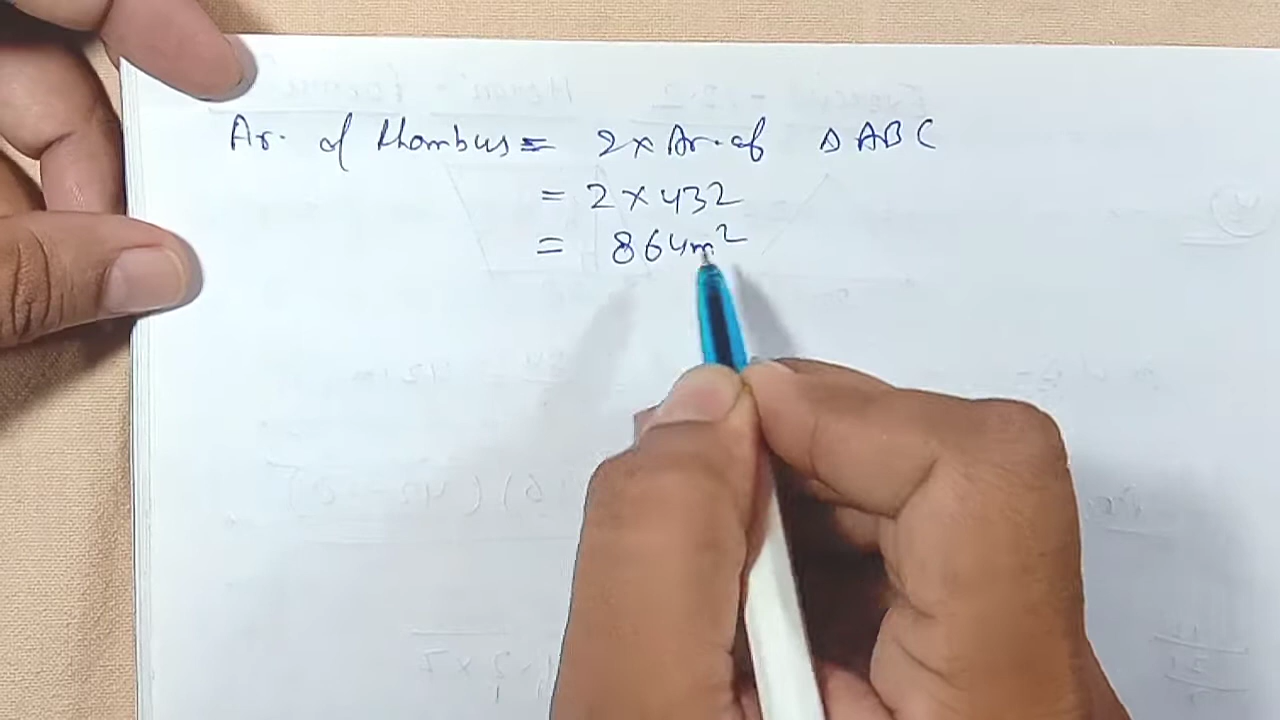 Ar. of Rhombus = 2 × Ar. of Δ ABC
= 2 × 432
= 864m²